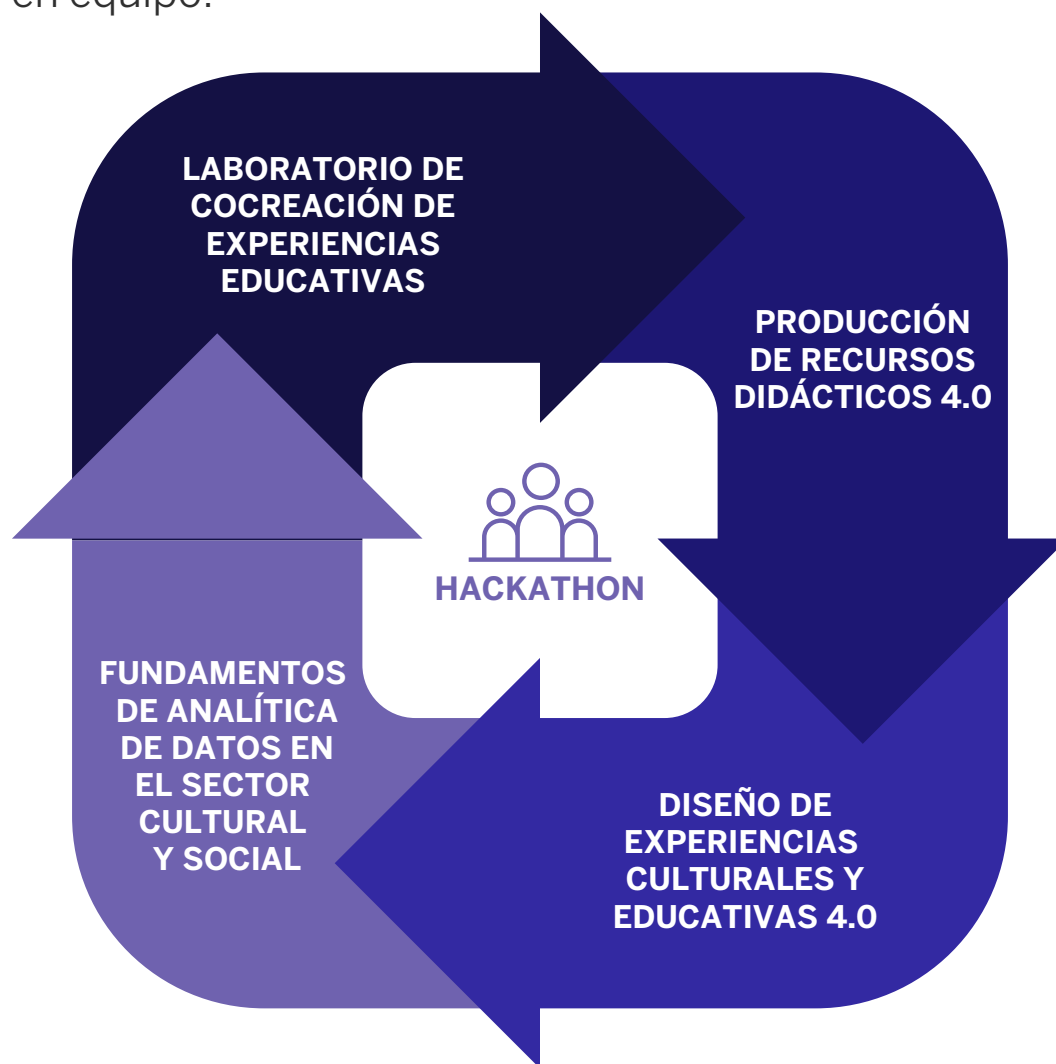 en equipo.
LABORATORIO DE
COCREACIÓN DE
EXPERIENCIAS
EDUCATIVAS
PRODUCCIÓN
DE RECURSOS
DIDÁCTICOS 4.0
HACKATHON
FUNDAMENTOS
DE ANALÍTICA
DE DATOS EN
EL SECTOR
CULTURAL
Y SOCIAL
DISEÑO DE
EXPERIENCIAS
CULTURALES Y
EDUCATIVAS 4.0